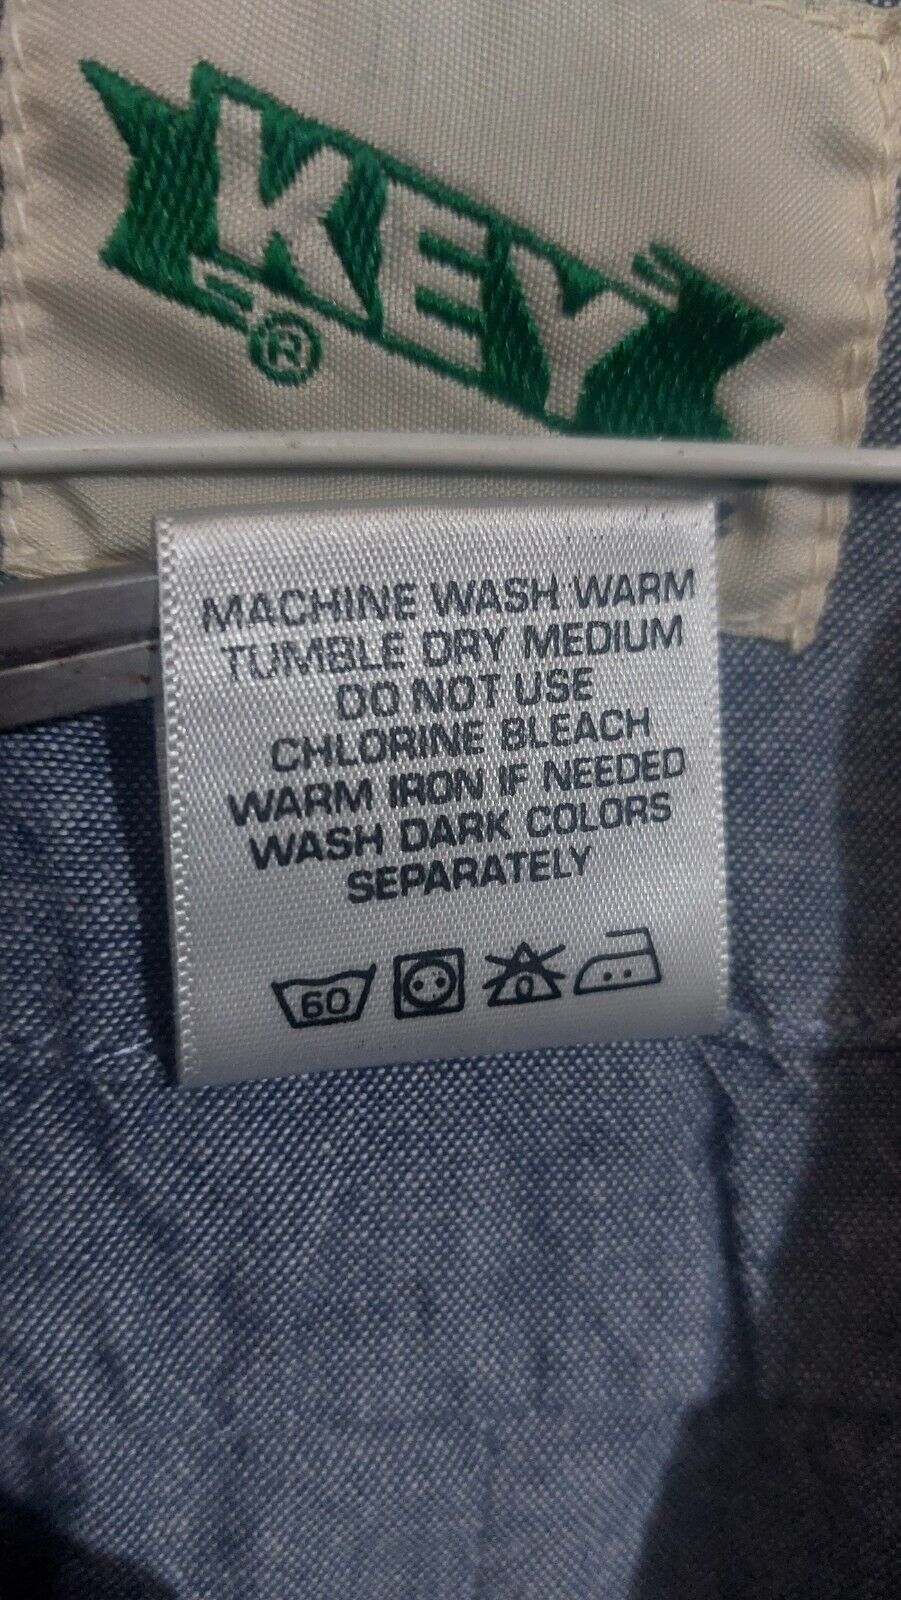 KEY
®
MACHINE WASH WARM
TUMBLE DRY MEDIUM
DO NOT USE
CHLORINE BLEACH
WARM IRON IF NEEDED
WASH DARK COLORS
SEPARATELY
60